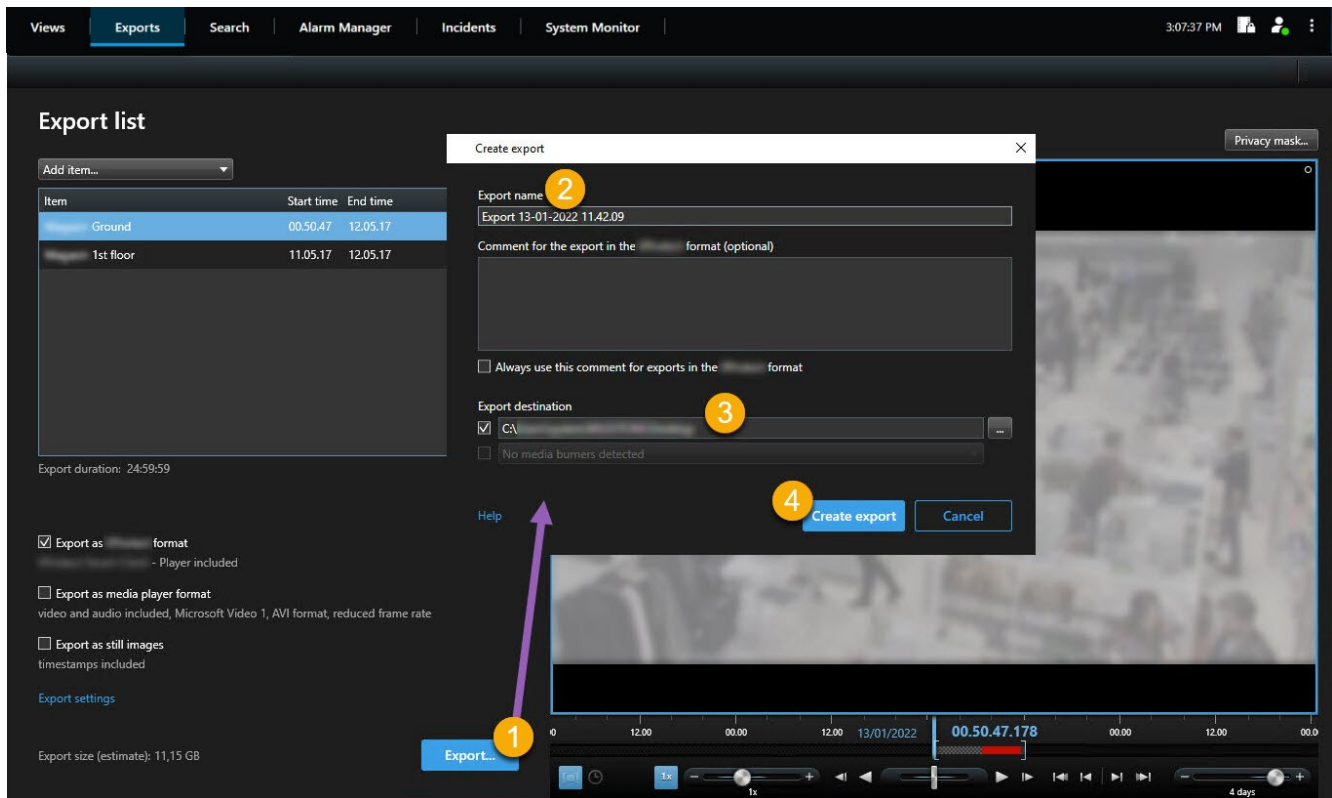 Views Exports Search Alarm Manager Incidents System Monitor 3:07:37 PM
Export list
Create export
Privacy mask...
Add item...
Item Start time End time
Ground 00.50.47 12.05.17
1st floor 11.05.17 12.05.17
2
Export name
Export 13-01-2022 11.42.09
Comment for the export in the format (optional)
Always use this comment for exports in the format
3
Export destination
C:\
...
No media burners detected
Export duration: 24:59:59
4
Help Create export Cancel
Export as format
- Player included
Export as media player format
video and audio included, Microsoft Video 1, AVI format, reduced frame rate
Export as still images
timestamps included
Export settings
1
Export size (estimate): 11,15 GB Export...
12.00 00.00 12.00 13/01/2022 00.50.47.178 00.00 12.00 00.0
1x
1x 4 days